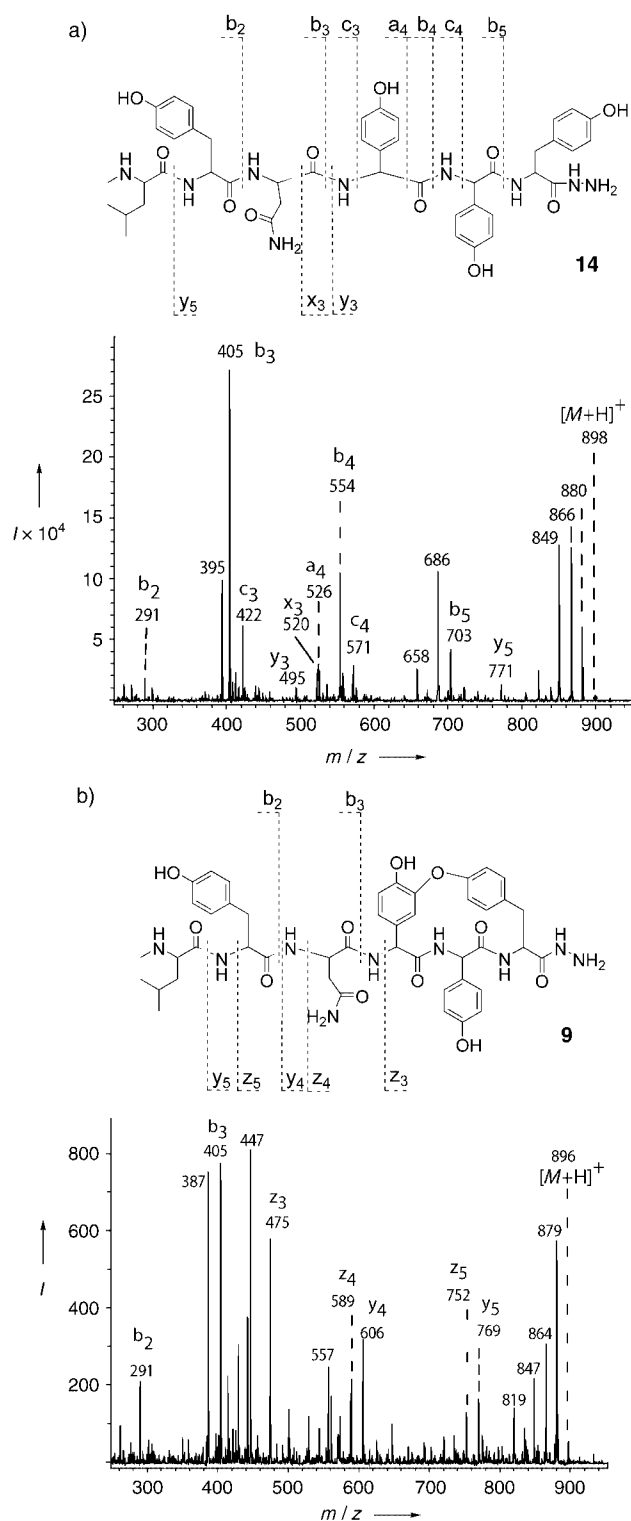 a)
b₂ b₃ c₃ a₄ b₄ c₄ b₅
OH
HO
OH
O O O
H N H N H N
N H O N H N H
O O O N H NH₂
O NH₂
OH
14
y₅ x₃ y₃
405 b₃
25
[M+H]⁺
20
898
b₄
880
554
866
15
849
I × 10⁴
395
a₄
686
10
c₃
x₃ 526
b₂
422
520
c₄
b₅
291
y₃
571
703
y₅
5
495
658
771
300 400 500 600 700 800 900
m / z
b)
b₂ b₃
OH
O
HO
H N H N H N
O O O O
N H N H N H
O O O N H NH₂
O
H₂N
OH
9
y₅ z₅ y₄ z₄ z₃
b₃ 447
896
800
405
387
[M+H]⁺
z₃
879
600
475
z₄
z₅
I
589
y₄
752
y₅
400
606
769
864
b₂
557
847
291
819
200
300 400 500 600 700 800 900
m / z